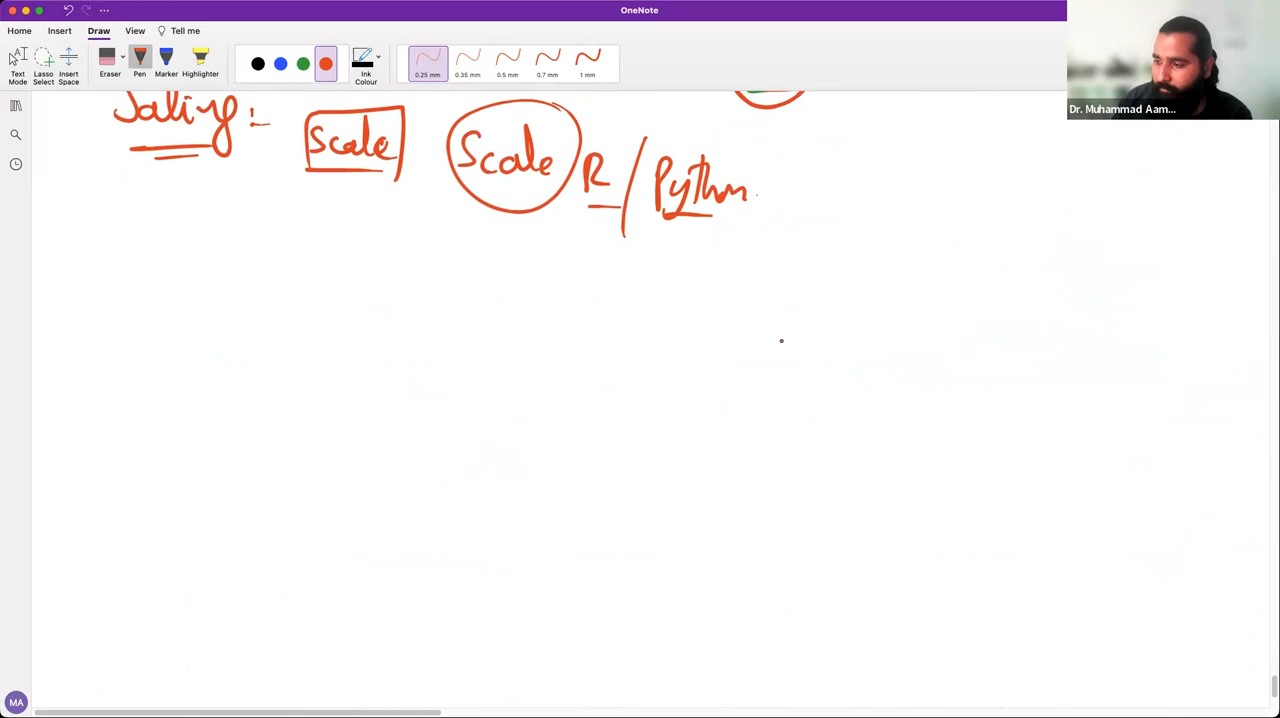 OneNote
Home Insert Draw View Tell me
Text Mode
Lasso Select
Insert Space
Eraser
Pen
Marker
Highlighter
Ink Colour
0.25 mm
0.35 mm
0.5 mm
0.7 mm
1 mm
Dr. Muhammad Aam...
Scale Scale R / Python
MA